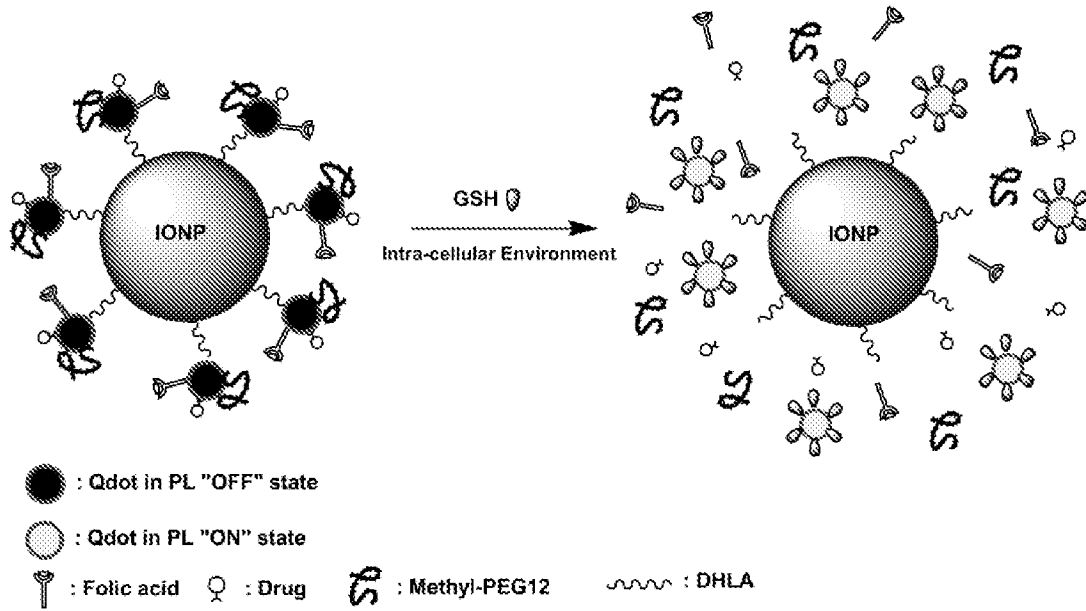 IONP
GSH
Intra-cellular Environment
IONP
: Qdot in PL "OFF" state
: Qdot in PL "ON" state
: Folic acid : Drug : Methyl-PEG12 : DHLA